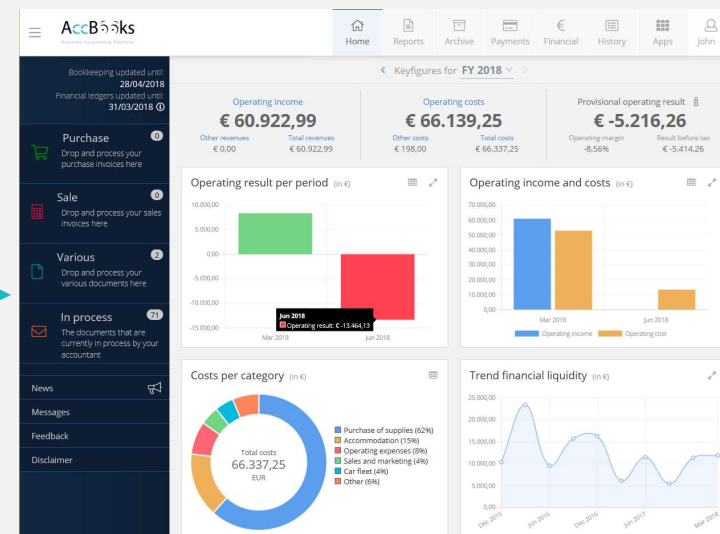 AccBooks
Home
Reports
Archive
Payments
Financial
History
Apps
John
Bookkeeping updated until:
28/04/2018
Financial ledgers updated until:
31/03/2018
Purchase 0
Drop and process your
purchase invoices here
Sale 0
Drop and process your sales
invoices here
Various 2
Drop and process your
various documents here
In process 71
The documents that are
currently in process by your
accountant
News
Messages
Feedback
Disclaimer
Keyfigures for FY 2018
Operating income
€ 60.922,99
Other revenues
€ 0,00
Total revenues
€ 60.922,99
Operating costs
€ 66.139,25
Other costs
€ 198,00
Total costs
€ 66.337,25
Provisional operating result
€ -5.216,26
Operating margin
-8,56%
Result before tax
€ -5.414,26
Operating result per period (in €)
10.000,00
5.000,00
0,00
-5.000,00
-10.000,00
-15.000,00
Jun 2018
Operating result: € -13.464,13
Mar 2018
Jun 2018
Operating income and costs (in €)
70.000,00
60.000,00
50.000,00
40.000,00
30.000,00
20.000,00
10.000,00
0,00
Mar 2018
Jun 2018
Operating income
Operating cost
Costs per category (in €)
Total costs
66.337,25
EUR
Purchase of supplies (62%)
Accommodation (15%)
Operating expenses (8%)
Sales and marketing (4%)
Car fleet (4%)
Other (6%)
Trend financial liquidity (in €)
25.000,00
20.000,00
15.000,00
10.000,00
5.000,00
0,00
Dec 2015
Jun 2016
Dec 2016
Jun 2017
Mar 2018